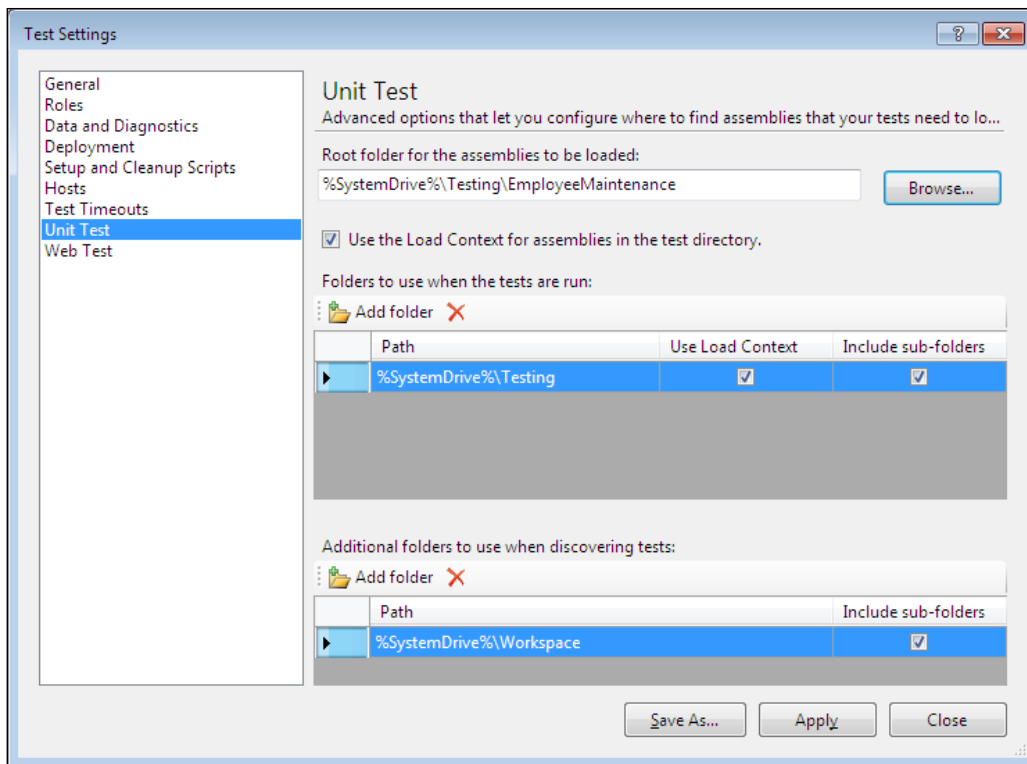 Test Settings
General
Roles
Data and Diagnostics
Deployment
Setup and Cleanup Scripts
Hosts
Test Timeouts
Unit Test
Web Test
Unit Test
Advanced options that let you configure where to find assemblies that your tests need to lo...
Root folder for the assemblies to be loaded:
%SystemDrive%\Testing\EmployeeMaintenance
Browse...
Use the Load Context for assemblies in the test directory.
Folders to use when the tests are run:
Add folder
Path Use Load Context Include sub-folders
%SystemDrive%\Testing
Additional folders to use when discovering tests:
Add folder
Path Include sub-folders
%SystemDrive%\Workspace
Save As... Apply Close